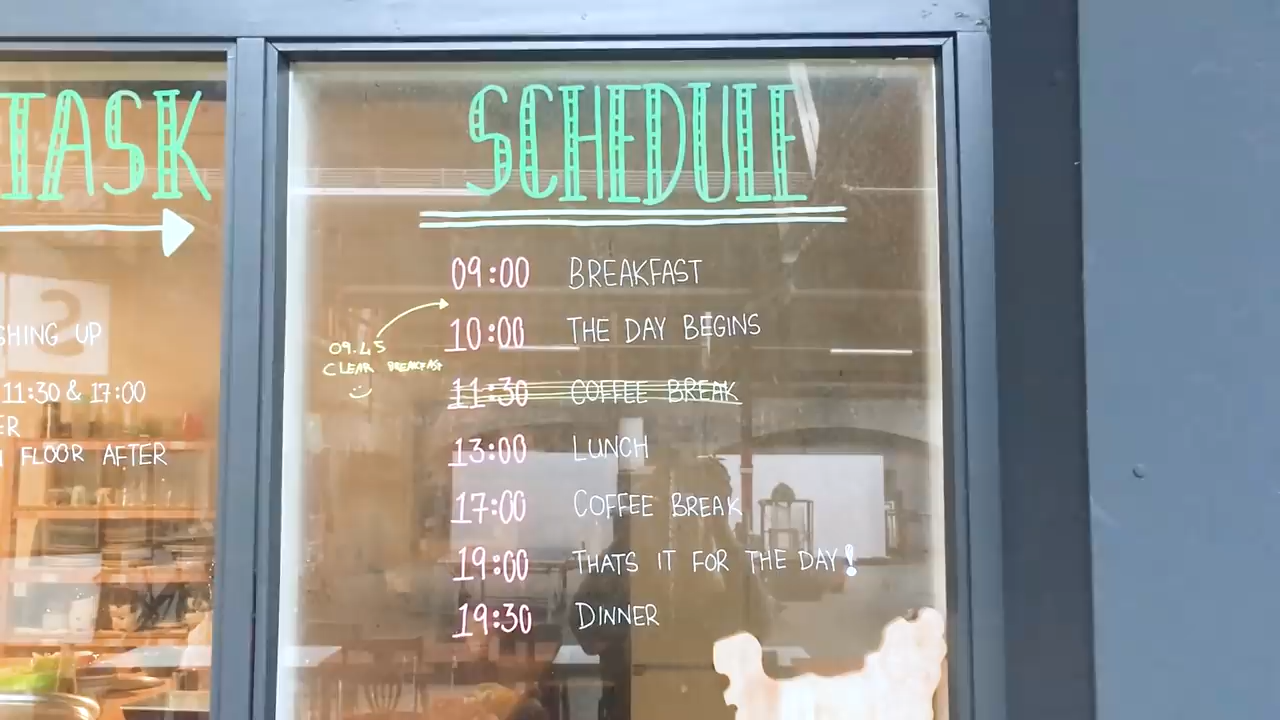 TASK
SHING UP
11:30 & 17:00
ER
FLOOR AFTER
SCHEDULE
09:00 BREAKFAST
10:00 THE DAY BEGINS
09.45
CLEAR BREAKFAST
:)
11:30 COFFEE BREAK
13:00 LUNCH
17:00 COFFEE BREAK
19:00 THATS IT FOR THE DAY!
19:30 DINNER